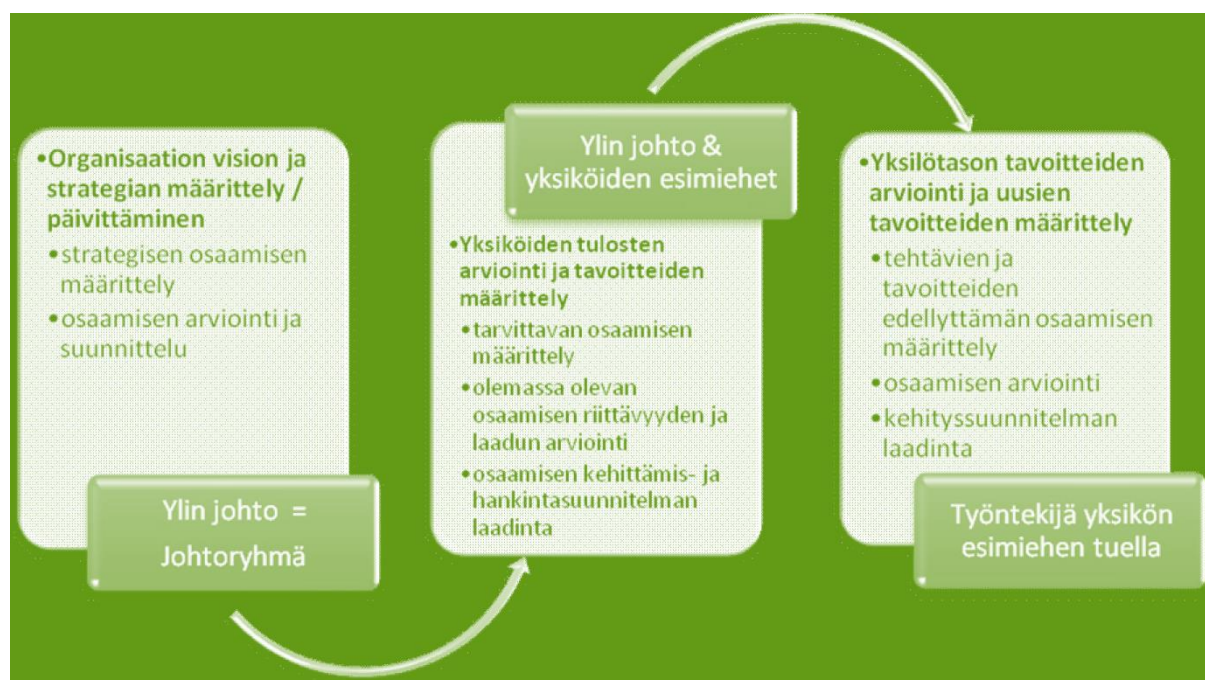 •Organisaation vision ja
strategian määrittely /
päivittäminen
•strategisen osaamisen
määrittely
•osaamisen arviointi ja
suunnittelu
Ylin johto =
Johtoryhmä
Ylin johto &
yksiköiden esimiehet
•Yksiköiden tulosten
arviointi ja tavoitteiden
määrittely
•tarvittavan osaamisen
määrittely
•olemassa olevan
osaamisen riittävyyden ja
laadun arviointi
•osaamisen kehittämis- ja
hankintasuunnitelman
laadinta
•Yksilötason tavoitteiden
arviointi ja uusien
tavoitteiden määrittely
•tehtävien ja
tavoitteiden
edellyttämän osaamisen
määrittely
•osaamisen arviointi
•kehityssuunnitelman
laadinta
Työntekijä yksikön
esimiehen tuella